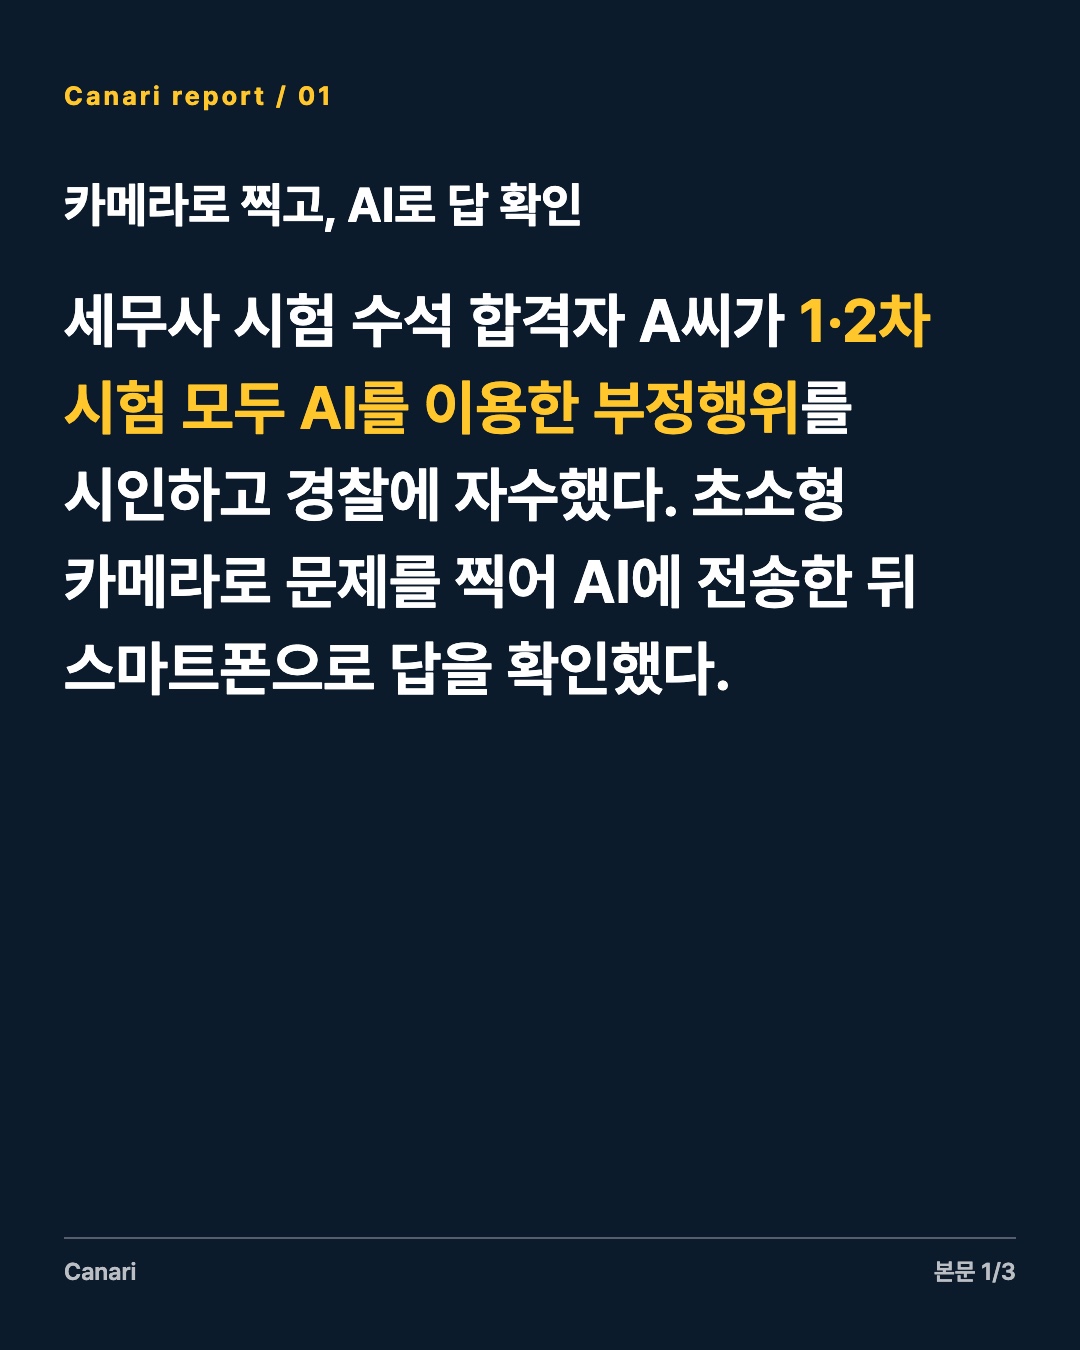 Canari report / 01
카메라로 찍고, AI로 답 확인
세무사 시험 수석 합격자 A씨가 1·2차
시험 모두 AI를 이용한 부정행위를
시인하고 경찰에 자수했다. 초소형
카메라로 문제를 찍어 AI에 전송한 뒤
스마트폰으로 답을 확인했다.
Canari
본문 1/3